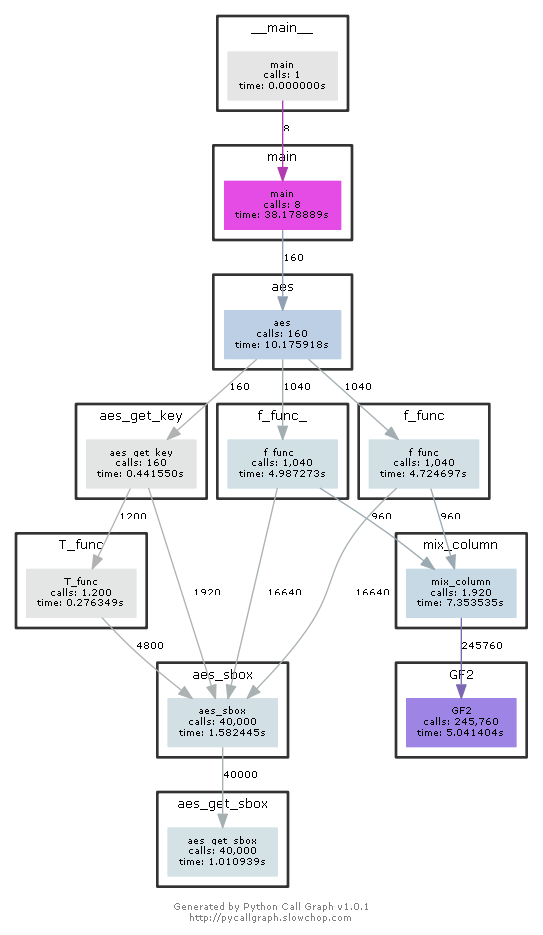 __main__
main
calls: 1
time: 0.000000s
8
main
main
calls: 8
time: 38.178889s
160
aes
aes
calls: 160
time: 10.175918s
160
1040
1040
aes_get_key
f_func_
f_func
aes_get_key
calls: 160
time: 0.441550s
f_func_
calls: 1,040
time: 4.987273s
f_func
calls: 1,040
time: 4.724697s
1200
960
960
T_func
mix_column
T_func
calls: 1,200
time: 0.276349s
1920
16640
16640
mix_column
calls: 1,920
time: 7.353535s
4800
245760
aes_sbox
GF2
aes_sbox
calls: 40,000
time: 1.582445s
GF2
calls: 245,760
time: 5.041404s
40000
aes_get_sbox
aes_get_sbox
calls: 40,000
time: 1.010939s
Generated by Python Call Graph v1.0.1
http://pycallgraph.slowchop.com